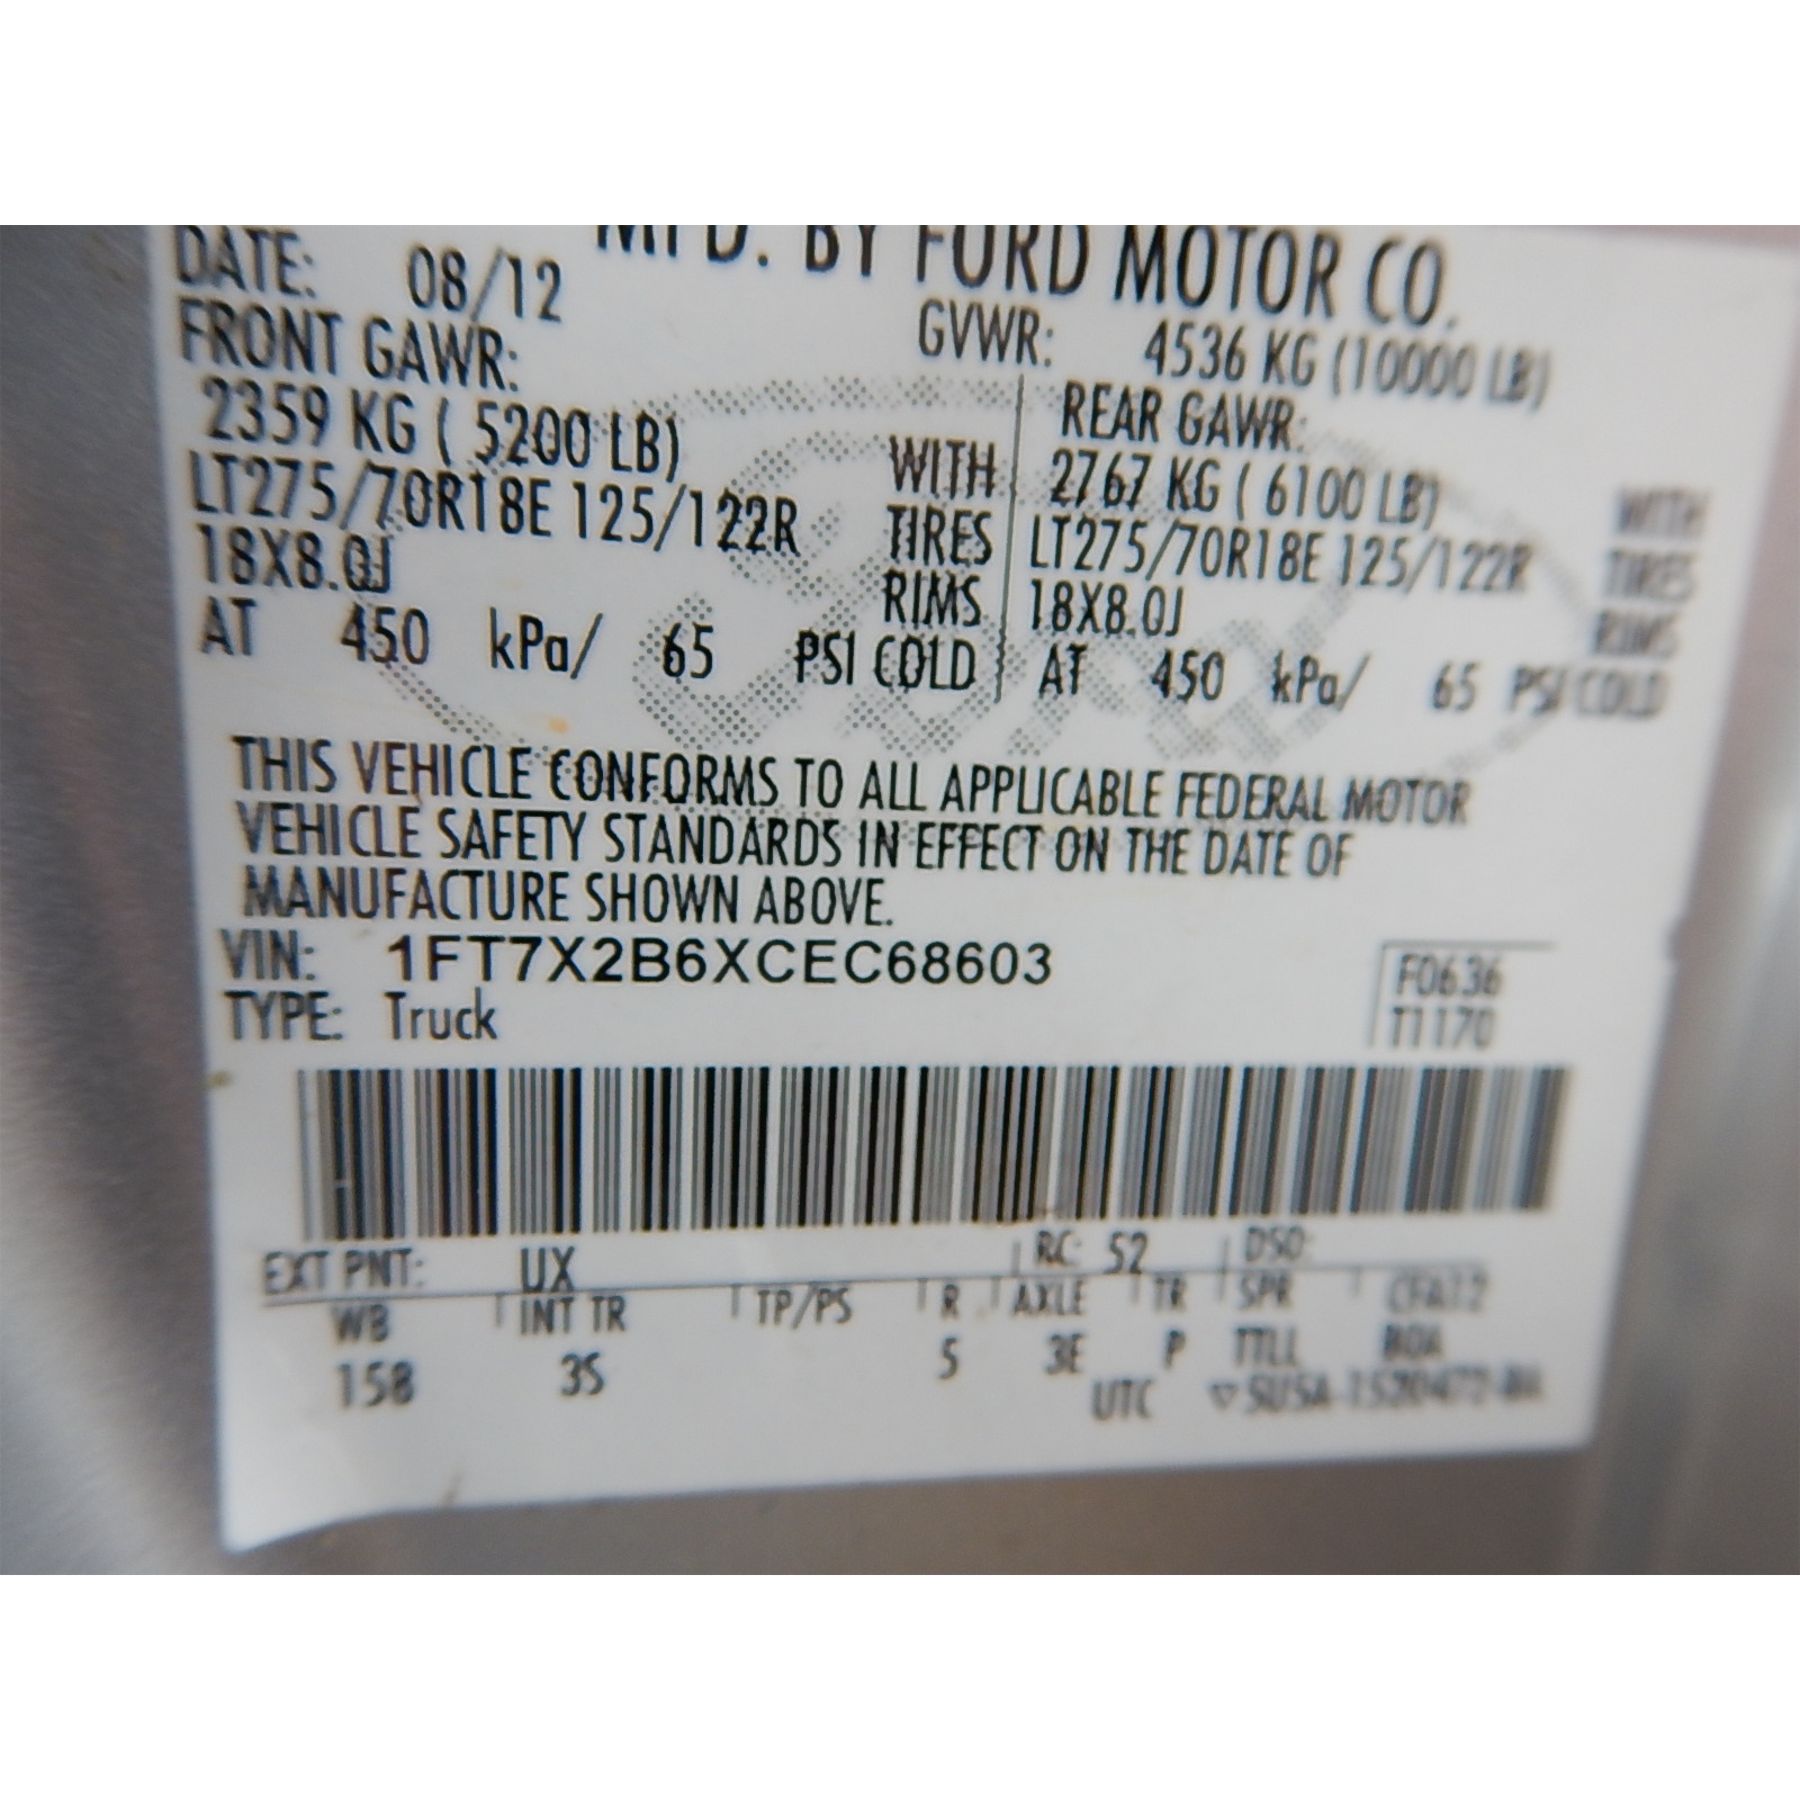 MFD. BY FORD MOTOR CO.
DATE: 08/12 GVWR: 4536 KG (10000 LB)
FRONT GAWR: REAR GAWR:
2359 KG ( 5200 LB) WITH 2767 KG ( 6100 LB) WITH
LT275/70R18E 125/122R TIRES LT275/70R18E 125/122R TIRES
18X8.0J RIMS 18X8.0J RIMS
AT 450 kPa/ 65 PSI COLD AT 450 kPa/ 65 PSI COLD
THIS VEHICLE CONFORMS TO ALL APPLICABLE FEDERAL MOTOR
VEHICLE SAFETY STANDARDS IN EFFECT ON THE DATE OF
MANUFACTURE SHOWN ABOVE.
VIN: 1FT7X2B6XCEC68603 F0636
TYPE: Truck T1170
EXT PNT: UX RC: 52 DSO:
WB INT TR TP/PS R AXLE TR SPR
158 3S 5 3E P TTLL
UTC